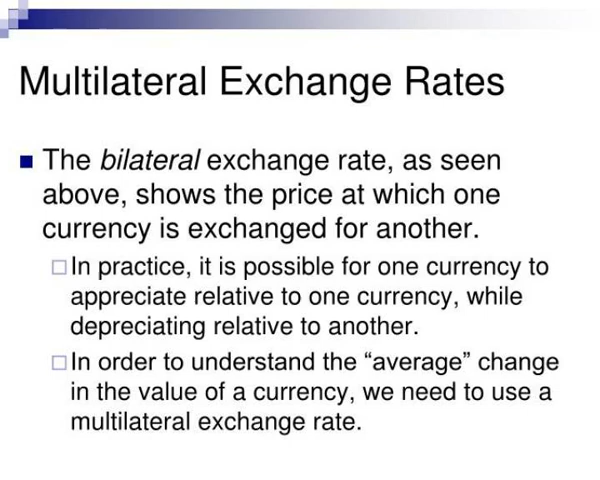 Multilateral Exchange Rates
The bilateral exchange rate, as seen
above, shows the price at which one
currency is exchanged for another.
In practice, it is possible for one currency to
appreciate relative to one currency, while
depreciating relative to another.
In order to understand the “average” change
in the value of a currency, we need to use a
multilateral exchange rate.